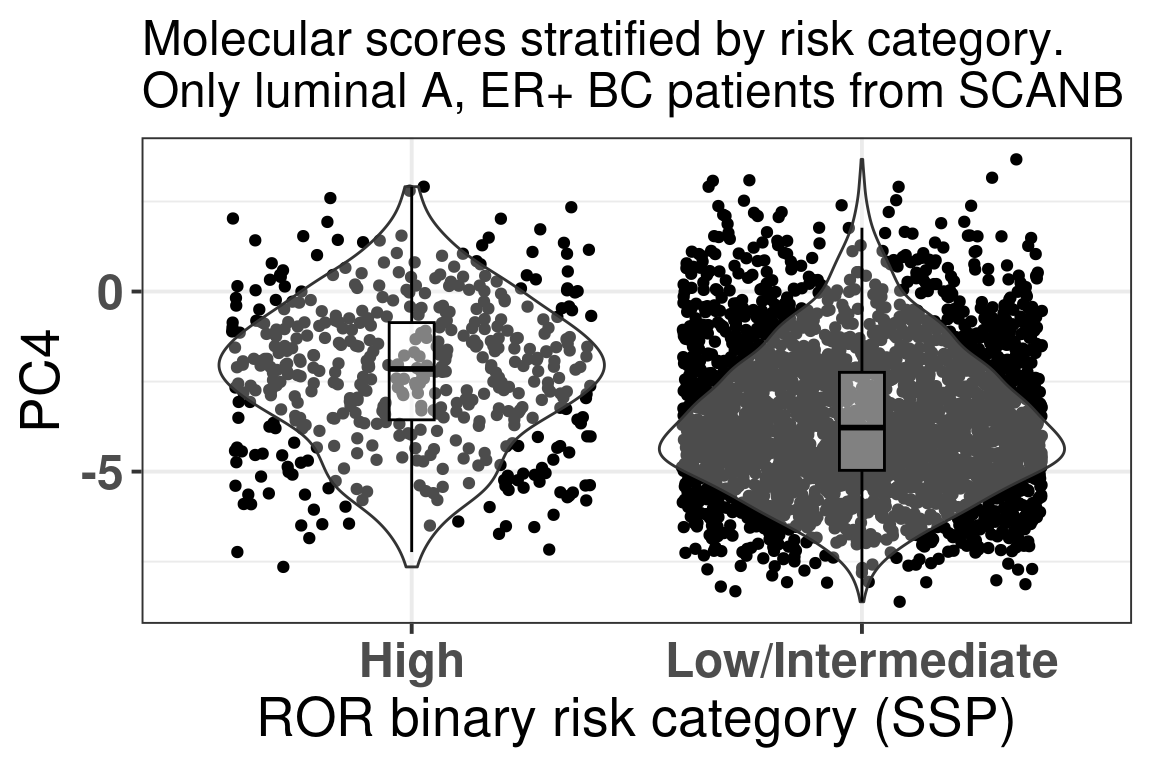 Molecular scores stratified by risk category.
Only luminal A, ER+ BC patients from SCANB
PC4
0
-5
High
Low/Intermediate
ROR binary risk category (SSP)